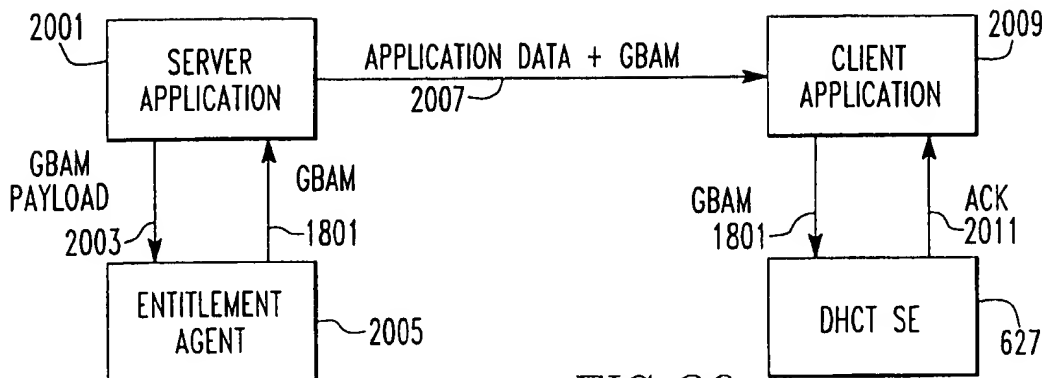 2001
SERVER
APPLICATION
APPLICATION DATA + GBAM
2007
CLIENT
APPLICATION
2009
GBAM
PAYLOAD
2003
GBAM
1801
GBAM
1801
ACK
2011
ENTITLEMENT
AGENT
2005
DHCT SE
627